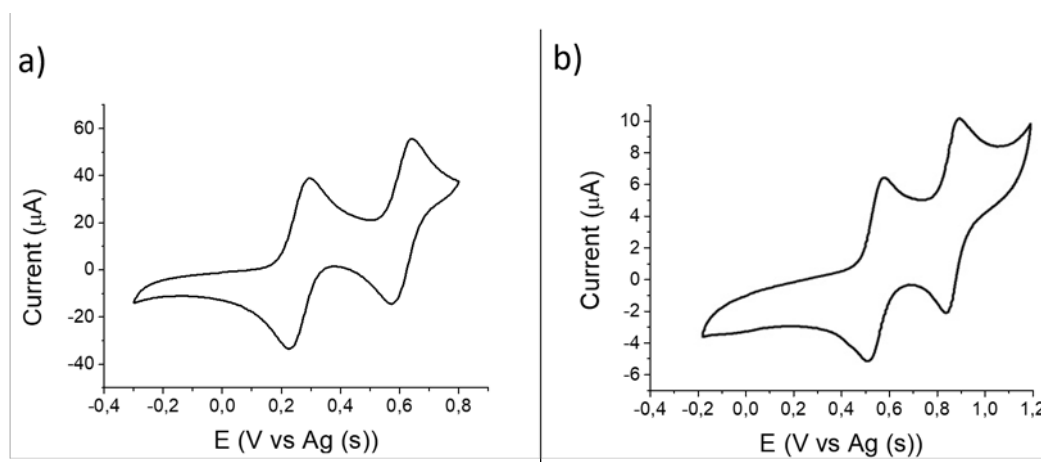 a)
60
40
20
0
-20
-40
-0,4 -0,2 0,0 0,2 0,4 0,6 0,8
Current (μA)
E (V vs Ag (s))
b)
10
8
6
4
2
0
-2
-4
-6
-0,4 -0,2 0,0 0,2 0,4 0,6 0,8 1,0 1,2
Current (μA)
E (V vs Ag (s))